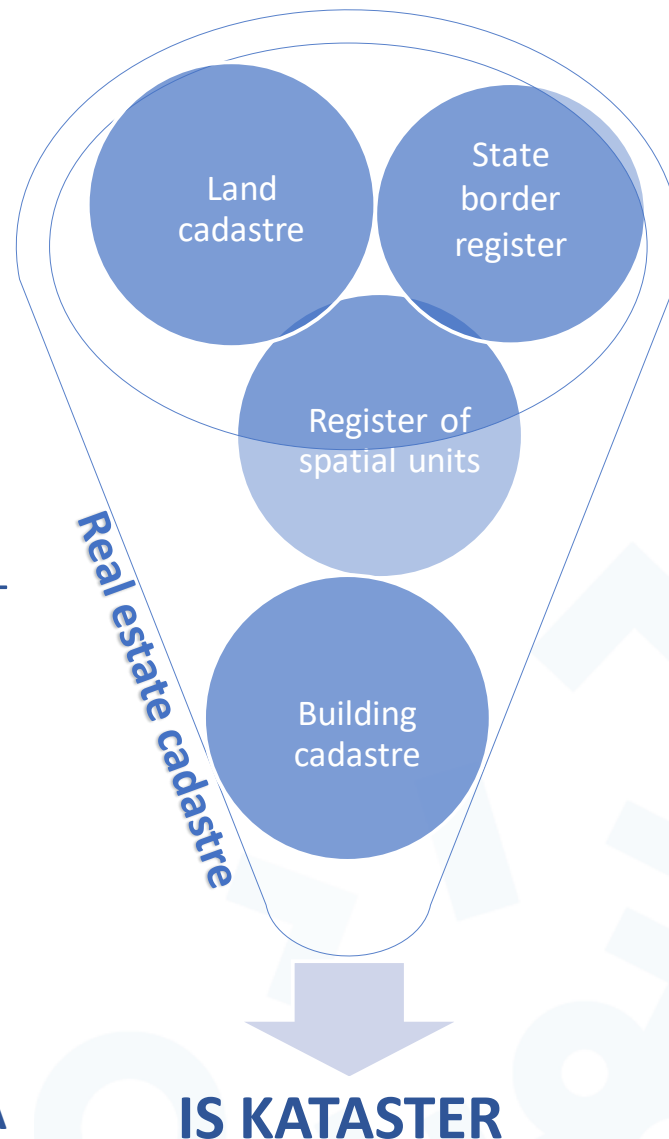 Land
cadastre
State
border
register
Register of
spatial units
Real estate cadastre
Building
cadastre
IS KATASTER